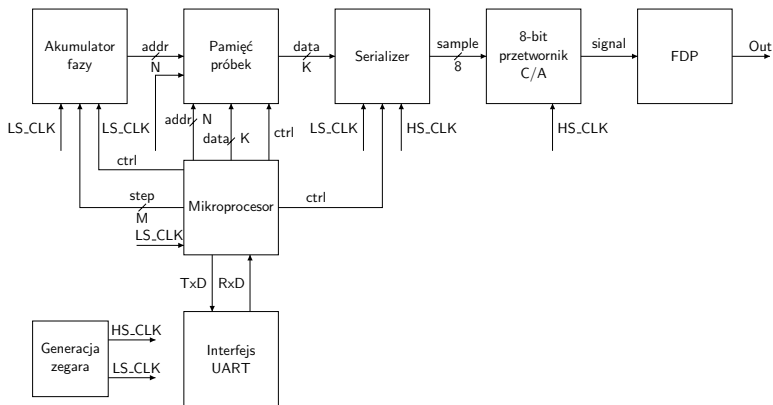 Akumulator
fazy
addr
N
Pamięć
próbek
data
K
Serializer
sample
8
8-bit
przetwornik
C/A
signal
FDP
Out
LS_CLK
LS_CLK
addr
N
data
K
ctrl
LS_CLK
HS_CLK
HS_CLK
ctrl
step
M
Mikroprocesor
ctrl
LS_CLK
TxD
RxD
Generacja
zegara
HS_CLK
LS_CLK
Interfejs
UART